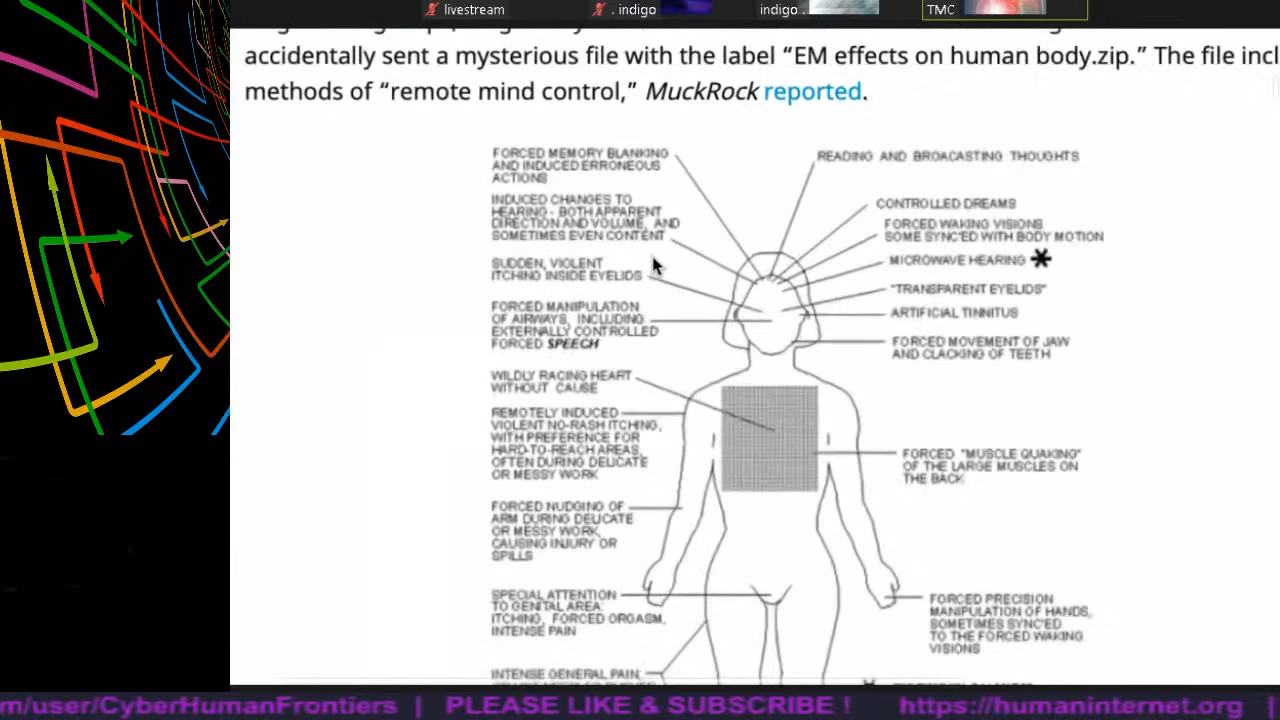 livestream
. indigo
indigo .
TMC
accidentally sent a mysterious file with the label “EM effects on human body.zip.” The file incl
methods of “remote mind control,” MuckRock reported.
FORCED MEMORY BLANKING
AND INDUCED ERRONEOUS
ACTIONS
INDUCED CHANGES TO
HEARING - BOTH APPARENT
DIRECTION AND VOLUME, AND
SOMETIMES EVEN CONTENT
SUDDEN, VIOLENT
ITCHING INSIDE EYELIDS
FORCED MANIPULATION
OF AIRWAYS, INCLUDING
EXTERNALLY CONTROLLED
FORCED SPEECH
WILDLY RACING HEART
WITHOUT CAUSE
REMOTELY INDUCED
VIOLENT NO-RASH ITCHING,
WITH PREFERENCE FOR
HARD-TO-REACH AREAS,
OFTEN DURING DELICATE
OR MESSY WORK
FORCED NUDGING OF
ARM DURING DELICATE
OR MESSY WORK,
CAUSING INJURY OR
SPILLS
SPECIAL ATTENTION
TO GENITAL AREA:
ITCHING, FORCED ORGASM,
INTENSE PAIN
INTENSE GENERAL PAIN,
READING AND BROACASTING THOUGHTS
CONTROLLED DREAMS
FORCED WAKING VISIONS
SOME SYNC'ED WITH BODY MOTION
MICROWAVE HEARING *
"TRANSPARENT EYELIDS"
ARTIFICIAL TINNITUS
FORCED MOVEMENT OF JAW
AND CLACKING OF TEETH
FORCED "MUSCLE QUAKING"
OF THE LARGE MUSCLES ON
THE BACK
FORCED PRECISION
MANIPULATION OF HANDS,
SOMETIMES SYNC'ED
TO THE FORCED WAKING
VISIONS
m/user/CyberHumanFrontiers | PLEASE LIKE & SUBSCRIBE ! https://humaninternet.org |